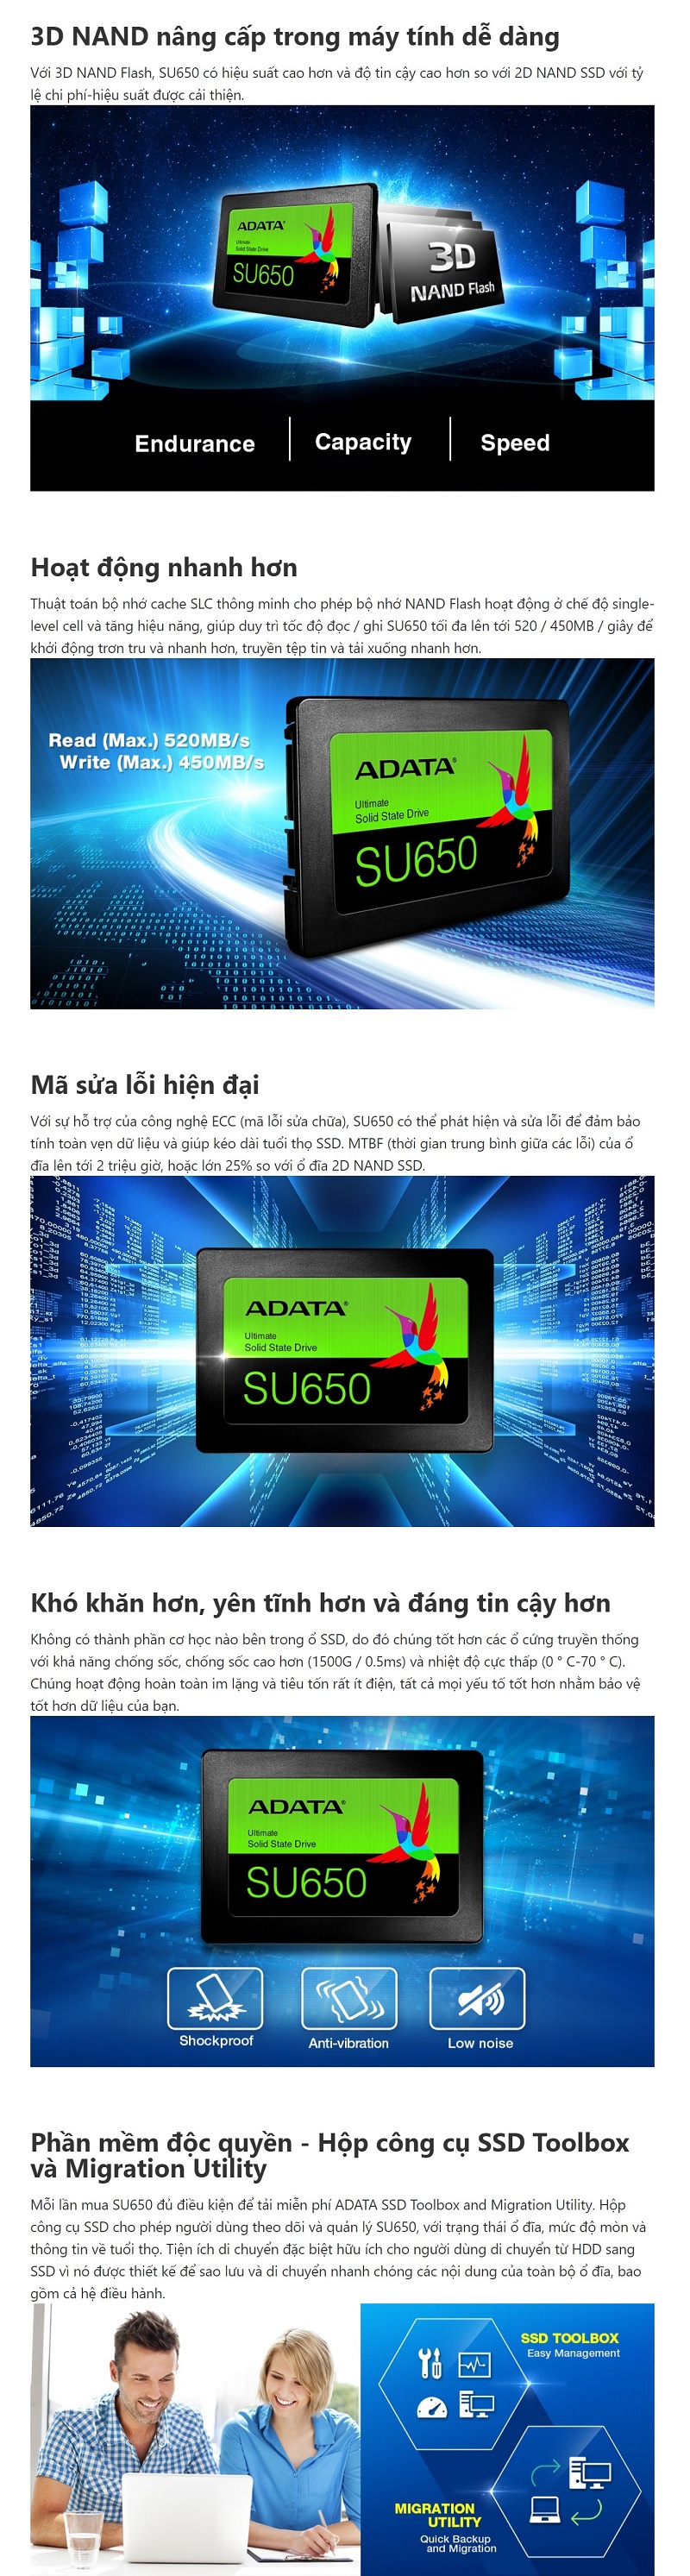 3D NAND nâng cấp trong máy tính dễ dàng
Với 3D NAND Flash, SU650 có hiệu suất cao hơn và độ tin cậy cao hơn so với 2D NAND SSD với tỷ
lệ chi phí-hiệu suất được cải thiện.
ADATA®
Ultimate
Solid State Drive
SU650
3D
NAND Flash
Endurance
Capacity
Speed
Hoạt động nhanh hơn
Thuật toán bộ nhớ cache SLC thông minh cho phép bộ nhớ NAND Flash hoạt động ở chế độ single-
level cell và tăng hiệu năng, giúp duy trì tốc độ đọc / ghi SU650 tối đa lên tới 520 / 450MB / giây để
khởi động trơn tru và nhanh hơn, truyền tệp tin và tải xuống nhanh hơn.
Read (Max.) 520MB/s
Write (Max.) 450MB/s
ADATA®
Ultimate
Solid State Drive
SU650
Mã sửa lỗi hiện đại
Với sự hỗ trợ của công nghệ ECC (mã lỗi sửa chữa), SU650 có thể phát hiện và sửa lỗi để đảm bảo
tính toàn vẹn dữ liệu và giúp kéo dài tuổi thọ SSD. MTBF (thời gian trung bình giữa các lỗi) của ổ
đĩa lên tới 2 triệu giờ, hoặc lớn 25% so với ổ đĩa 2D NAND SSD.
ADATA®
Ultimate
Solid State Drive
SU650
Khó khăn hơn, yên tĩnh hơn và đáng tin cậy hơn
Không có thành phần cơ học nào bên trong ổ SSD, do đó chúng tốt hơn các ổ cứng truyền thống
với khả năng chống sốc, chống sốc cao hơn (1500G / 0.5ms) và nhiệt độ cực thấp (0 ° C-70 ° C).
Chúng hoạt động hoàn toàn im lặng và tiêu tốn rất ít điện, tất cả mọi yếu tố tốt hơn nhằm bảo vệ
tốt hơn dữ liệu của bạn.
ADATA®
Ultimate
Solid State Drive
SU650
Shockproof
Anti-vibration
Low noise
Phần mềm độc quyền - Hộp công cụ SSD Toolbox
và Migration Utility
Mỗi lần mua SU650 đủ điều kiện để tải miễn phí ADATA SSD Toolbox and Migration Utility. Hộp
công cụ SSD cho phép người dùng theo dõi và quản lý SU650, với trạng thái ổ đĩa, mức độ mòn và
thông tin về tuổi thọ. Tiện ích di chuyển đặc biệt hữu ích cho người dùng di chuyển từ HDD sang
SSD vì nó được thiết kế để sao lưu và di chuyển nhanh chóng các nội dung của toàn bộ ổ đĩa, bao
gồm cả hệ điều hành.
SSD TOOLBOX
Easy Management
MIGRATION
UTILITY
Quick Backup
and Migration